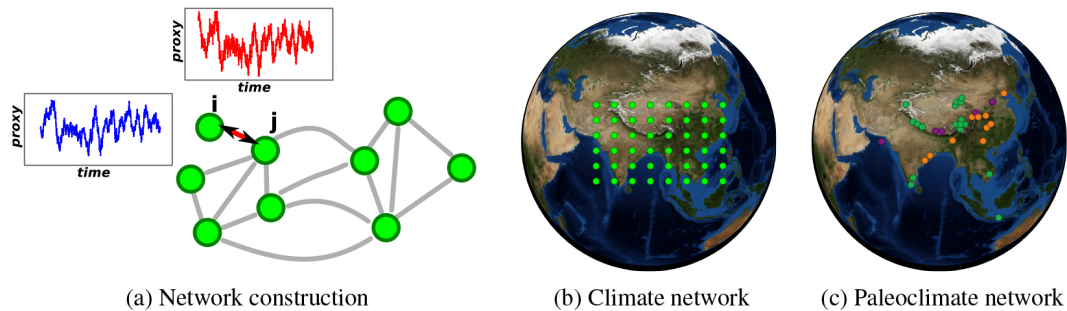 proxy
time
proxy
time
i
j
(a) Network construction
(b) Climate network
(c) Paleoclimate network